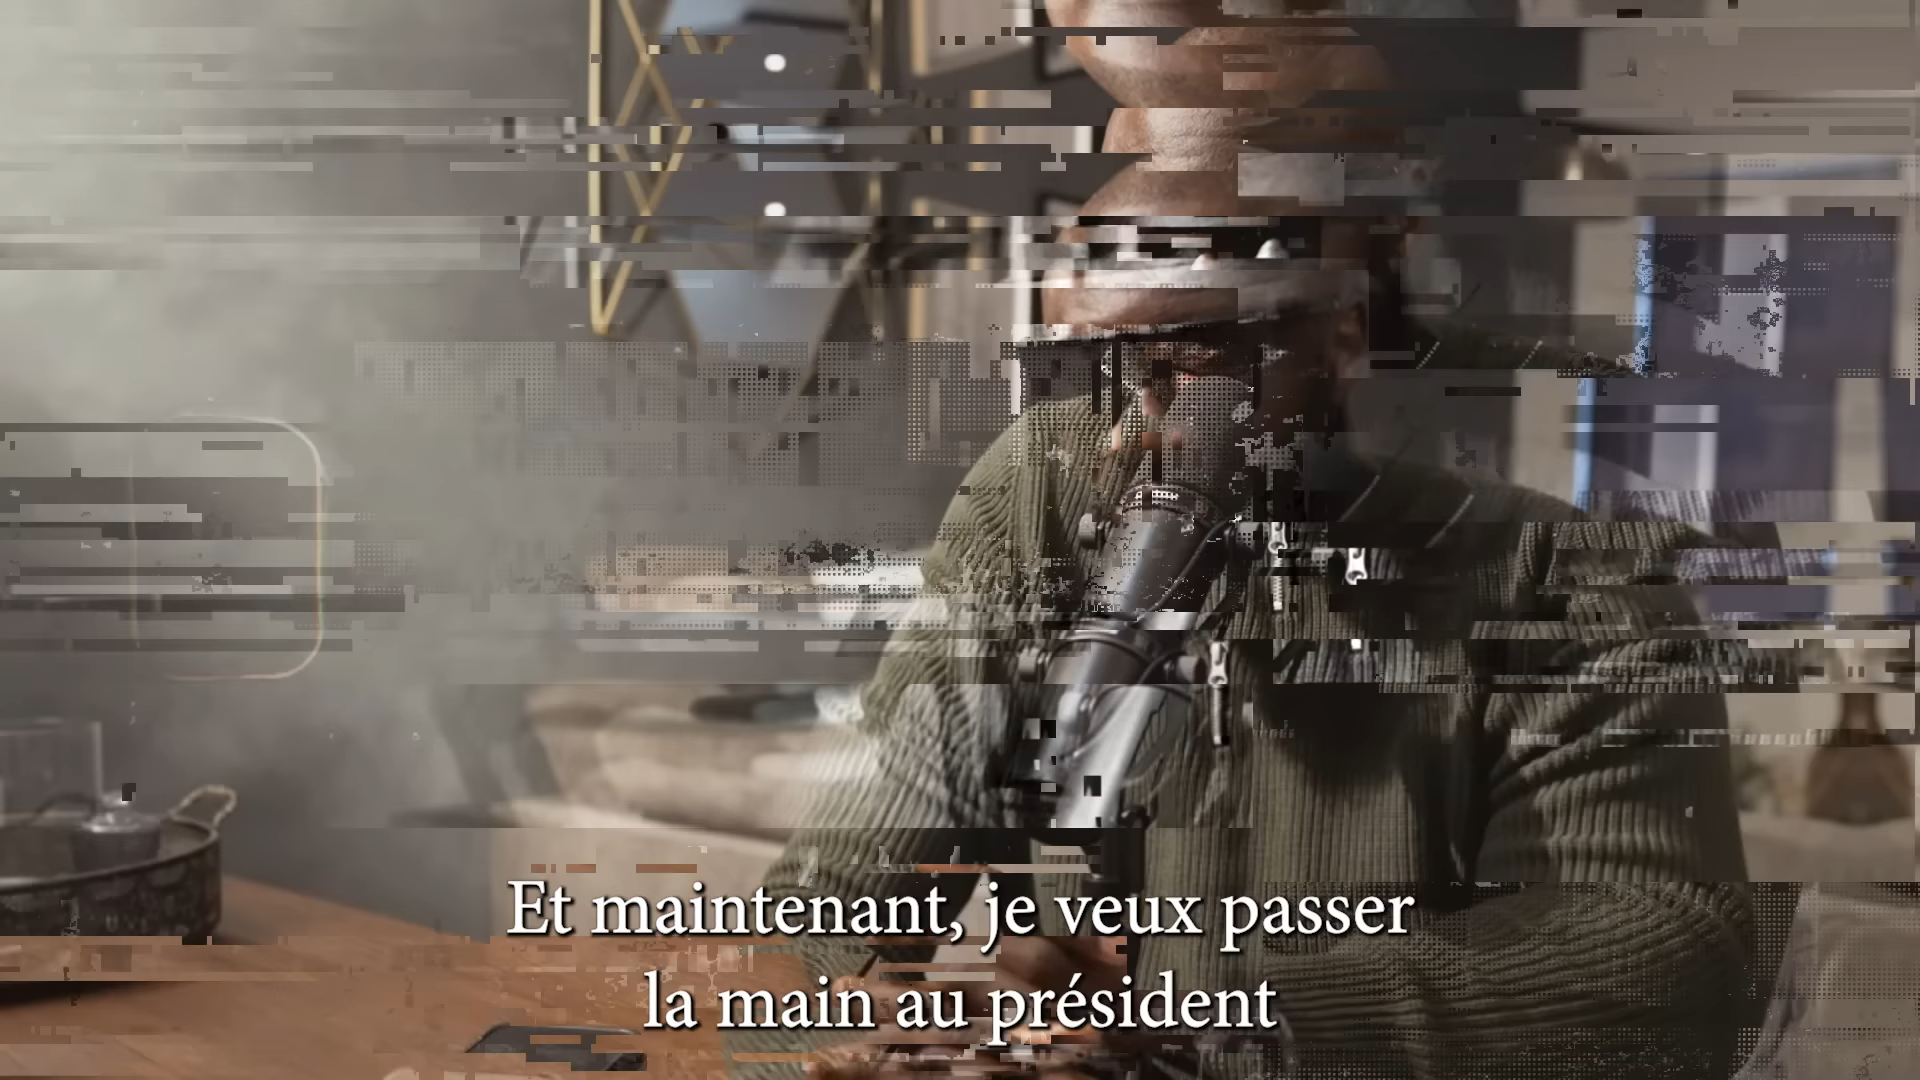 Et maintenant, je veux passer
la main au président